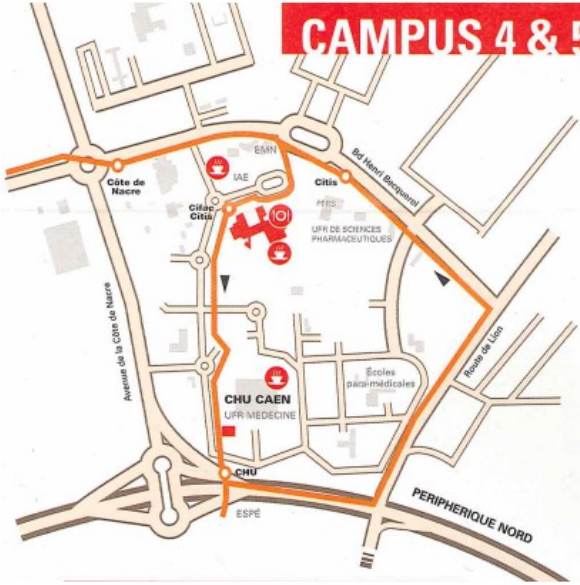 CAMPUS 4 & 5
EMN
IAE
Côte de
Nacre
Citis
Bd Henri Becquerel
Cifac
Citis
PFRS
UFR DE SCIENCES
PHARMACEUTIQUES
Avenue de la Côte de Nacre
Route de Lion
Écoles
para-médicales
CHU CAEN
UFR MEDECINE
CHU
ESPÉ
PERIPHERIQUE NORD